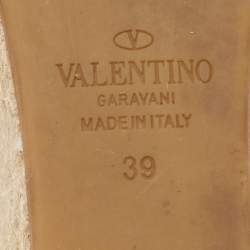 VALENTINO
GARAVANI
MADE IN ITALY
39